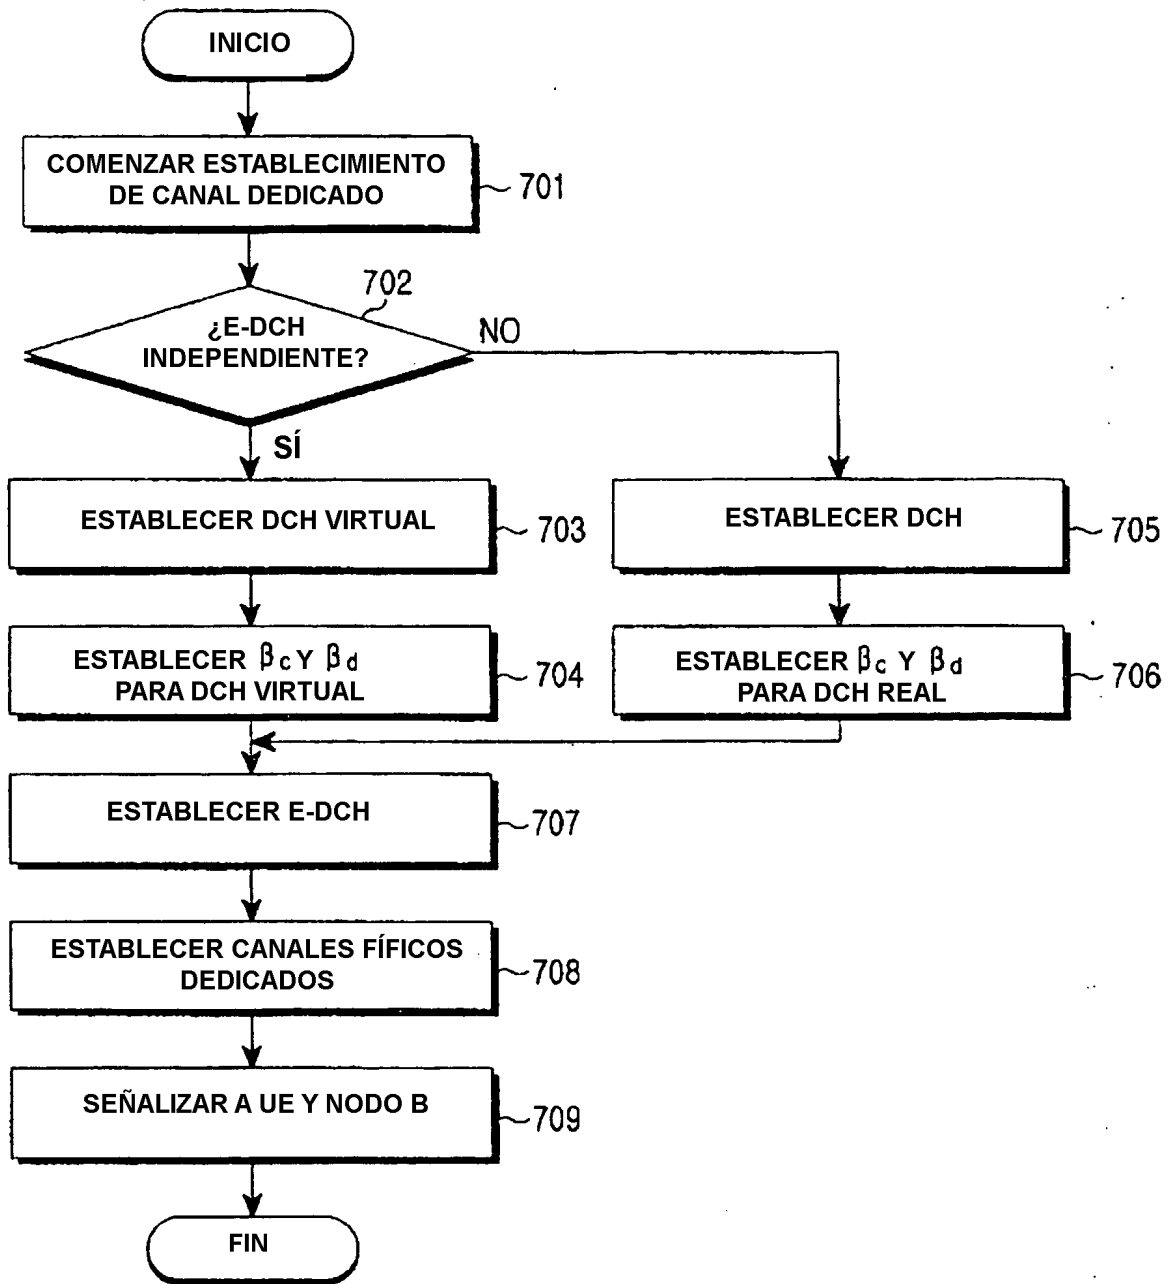 INICIO
COMENZAR ESTABLECIMIENTO
DE CANAL DEDICADO
701
702
¿E-DCH
INDEPENDIENTE?
NO
SÍ
ESTABLECER DCH VIRTUAL
703
ESTABLECER DCH
705
ESTABLECER βc Y βd
PARA DCH VIRTUAL
704
ESTABLECER βc Y βd
PARA DCH REAL
706
ESTABLECER E-DCH
707
ESTABLECER CANALES FÍFICOS
DEDICADOS
708
SEÑALIZAR A UE Y NODO B
709
FIN